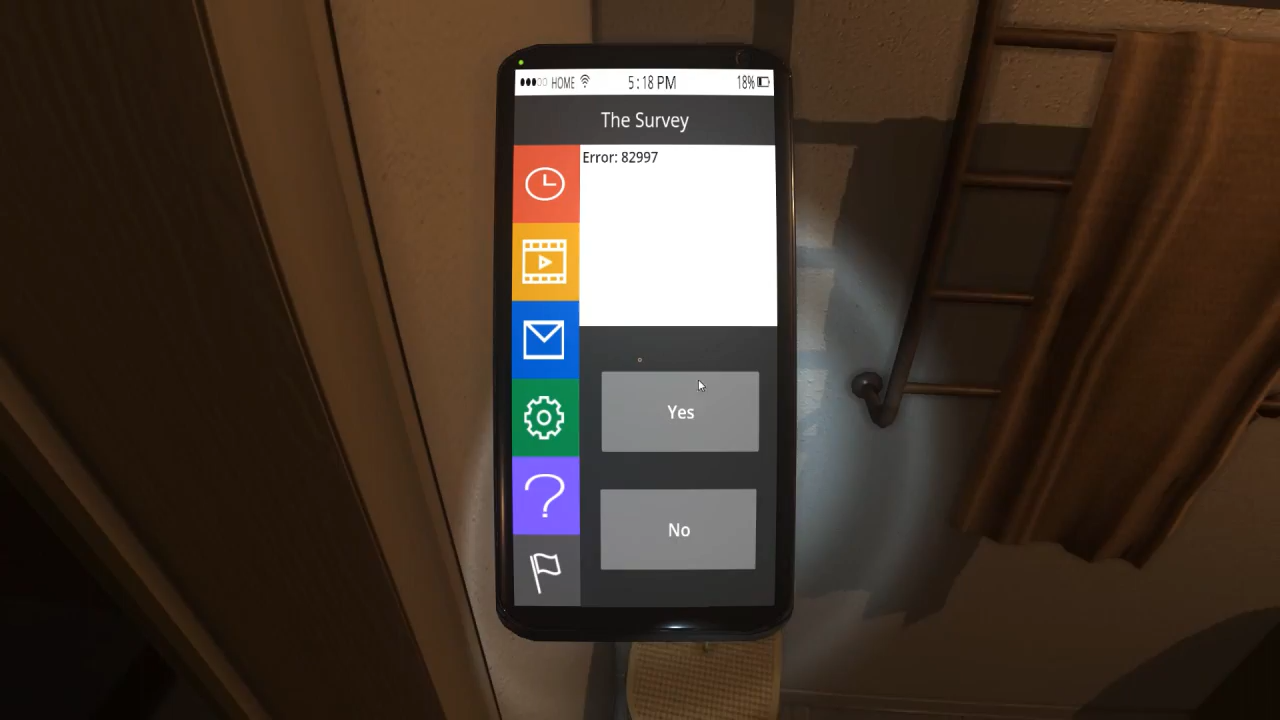 HOME 5:18 PM 18%
The Survey
Error: 82997
Yes
No